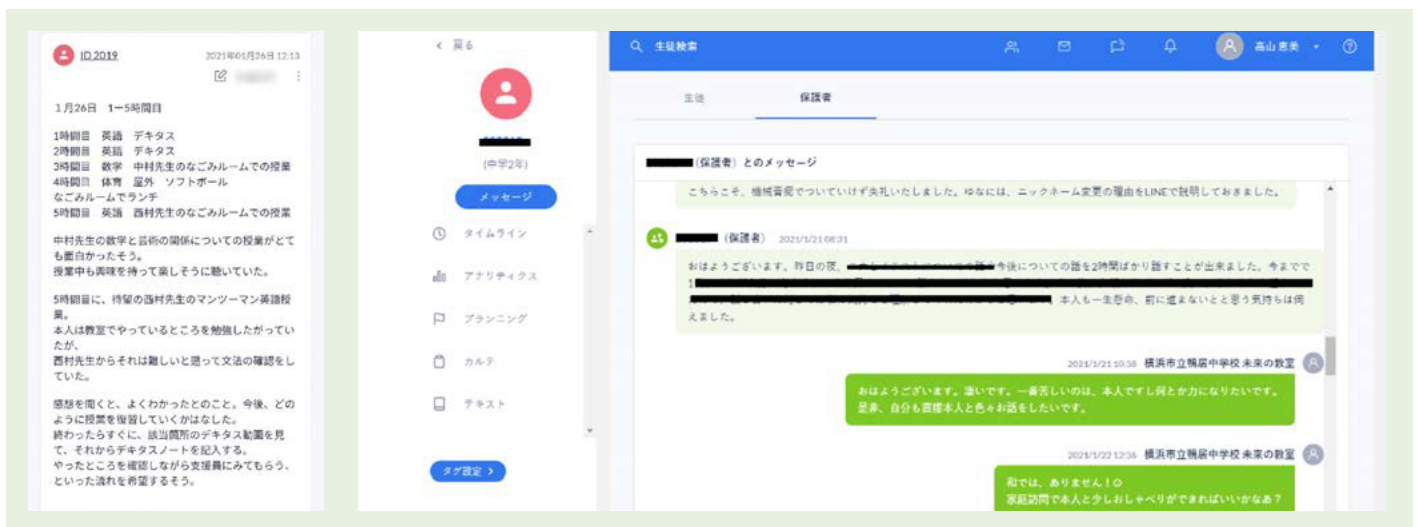 ID.2019
2021年01月26日 12:13
1月26日 1ー5時間目
1時間目 英語 デキタス
2時間目 英語 デキタス
3時間目 数学 中村先生のなごみルームでの授業
4時間目 体育 屋外 ソフトボール
なごみルームでランチ
5時間目 英語 西村先生のなごみルームでの授業
中村先生の数学と芸術の関係についての授業がとて
も面白かったそう。
授業中も興味を持って楽しそうに聴いていた。
5時間目に、待望の西村先生のマンツーマン英語授
業。
本人は教室でやっているところを勉強したがってい
たが、
西村先生からそれは難しいと遡って文法の確認をし
ていた。
感想を聞くと、よくわかったとのこと。今後、どの
ように授業を復習していくかはなした。
終わったらすぐに、該当箇所のデキタス動画を見
て、それからデキタスノートを記入する。
やったところを確認しながら支援員にみてもらう、
といった流れを希望するそう。
戻る
(中学2年)
メッセージ
タイムライン
アナリティクス
プランニング
カルテ
テキスト
タグ設定
生徒検索
高山 恵美
生徒 保護者
(保護者) とのメッセージ
こちらこそ、機械音痴でついていけず失礼いたしました。ゆなには、ニックネーム変更の理由をLINEで説明しておきました。
(保護者) 2021/1/21 08:31
おはようございます。昨日の夜、今後についての話を2時間ばかり話すことが出来ました。今までで
1
本人も一生懸命、前に進まないとと思う気持ちは伺
えました。
2021/1/21 10:38 横浜市立鴨居中学校 未来の教室
おはようございます。凄いです。一番苦しいのは、本人ですし何とか力になりたいです。
是非、自分も直接本人と色々お話をしたいです。
2021/1/22 12:36 横浜市立鴨居中学校 未来の教室
和では、ありません!
家庭訪問で本人と少しおしゃべりができればいいかなあ?